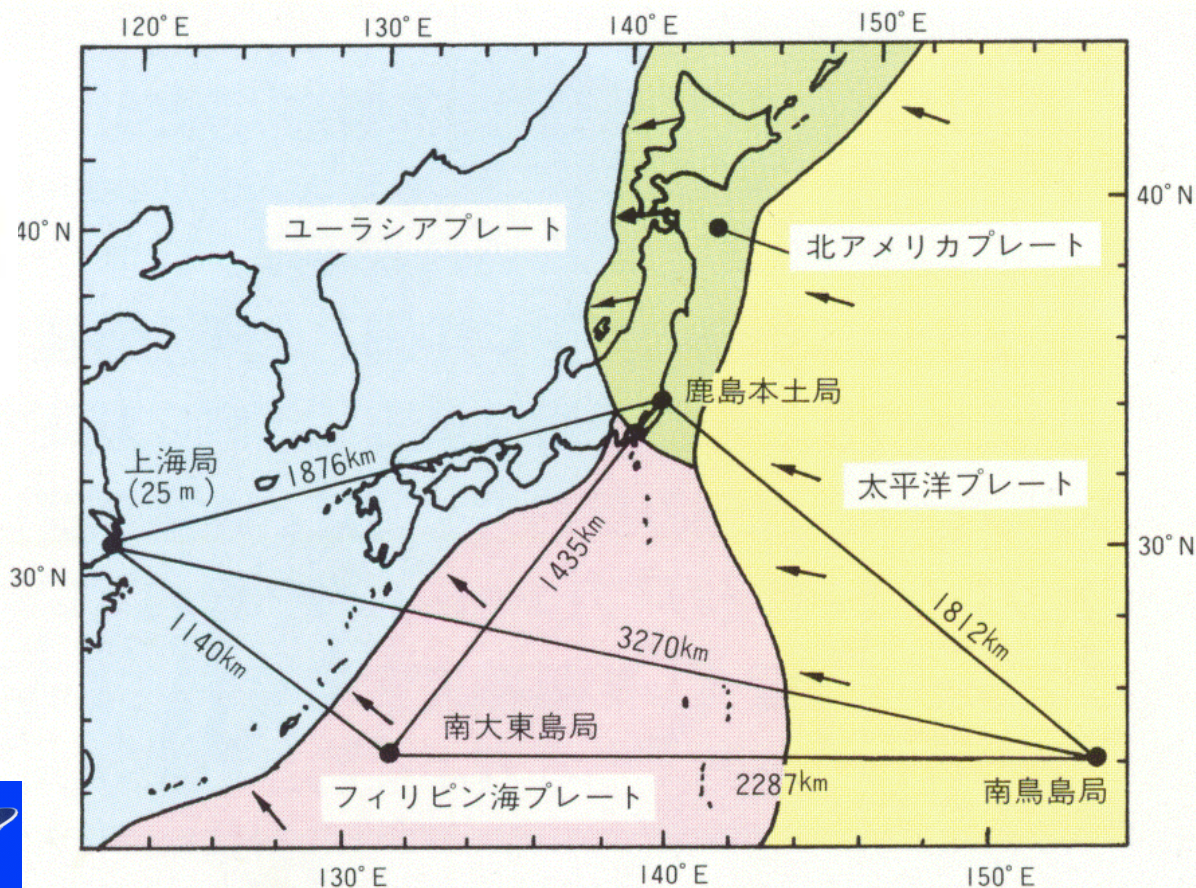 120°E 130°E 140°E 150°E
40°N
40°N
ユーラシアプレート
北アメリカプレート
鹿島本土局
上海局
(25m)
1876km
太平洋プレート
1435km
30°N
30°N
1140km
3270km
1812km
南大東島局
2287km
フィリピン海プレート
南鳥島局
130°E 140°E 150°E